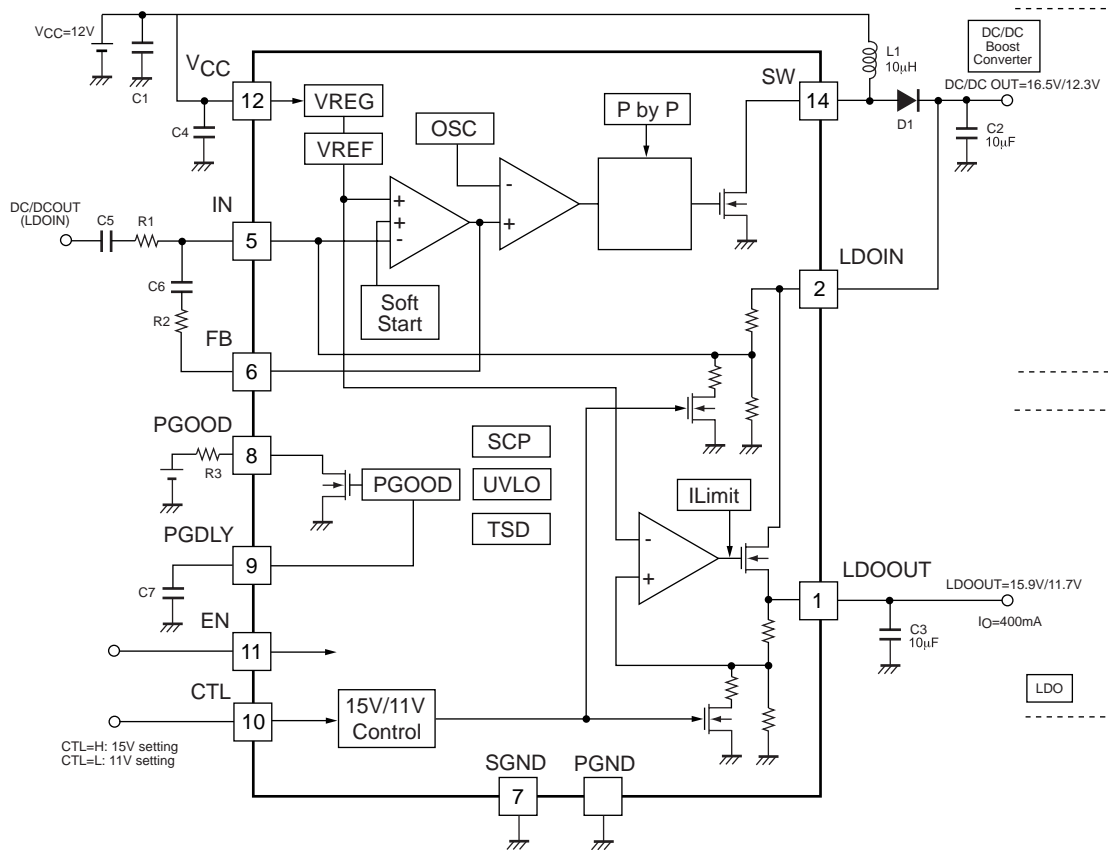 VCC=12V
C1
VCC
12
C4
VREG
VREF
OSC
P by P
SW
14
L1
10μH
D1
DC/DC
Boost
Converter
DC/DC OUT=16.5V/12.3V
C2
10μF
DC/DCOUT
(LDOIN)
C5
R1
IN
5
+
+
-
-
+
Soft
Start
C6
R2
FB
6
LDOIN
2
PGOOD
8
R3
PGOOD
SCP
UVLO
TSD
ILimit
PGDLY
9
C7
-
+
LDOOUT
1
LDOOUT=15.9V/11.7V
IO=400mA
C3
10μF
EN
11
CTL
10
CTL=H: 15V setting
CTL=L: 11V setting
15V/11V
Control
LDO
SGND
7
PGND